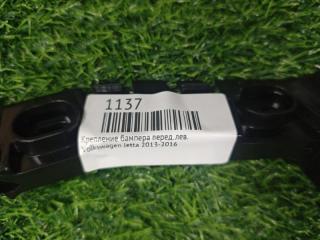 1137
Крепление бампера перед.лев.
Volkswagen Jetta 2013-2016